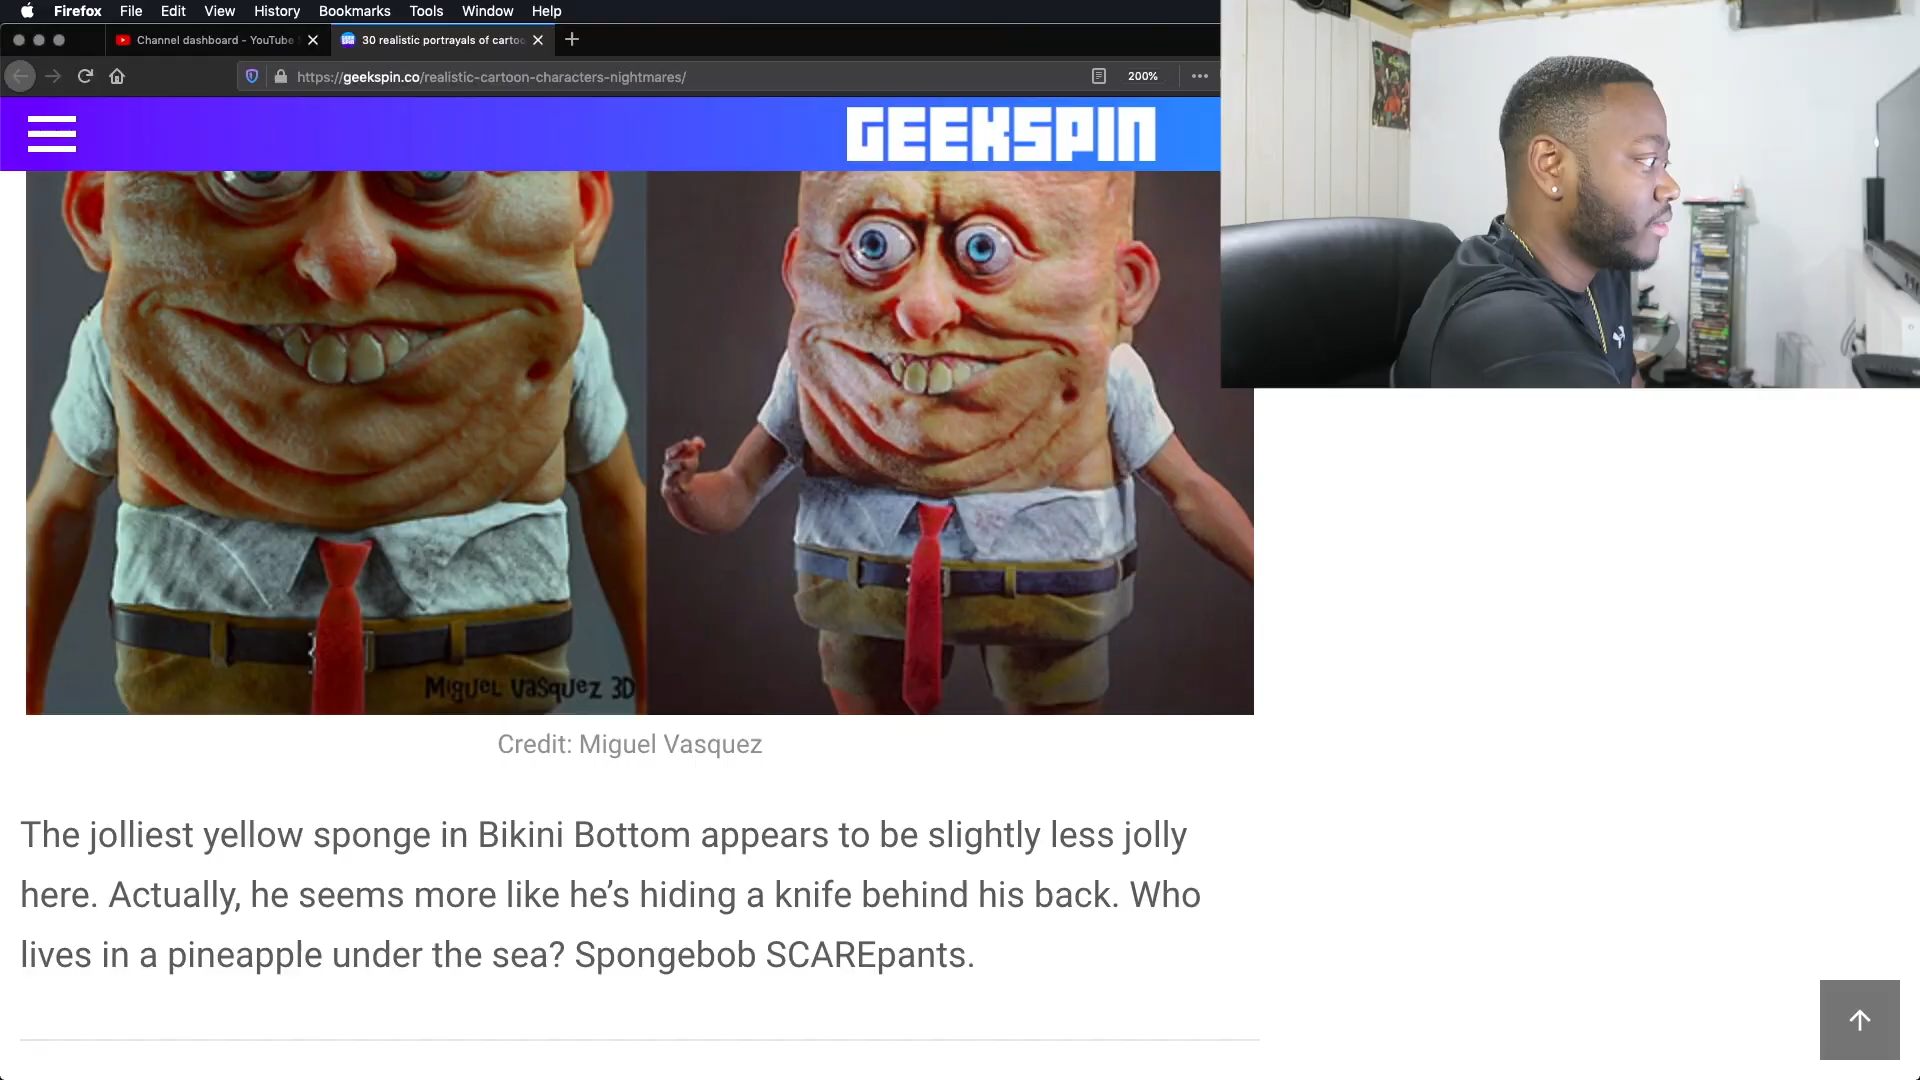 Firefox File Edit View History Bookmarks Tools Window Help
Channel dashboard - YouTube
30 realistic portrayals of carto
https://geekspin.co/realistic-cartoon-characters-nightmares/
200%
GEEKSPIN
Miguel Vasquez 3D
Credit: Miguel Vasquez
The jolliest yellow sponge in Bikini Bottom appears to be slightly less jolly
here. Actually, he seems more like he’s hiding a knife behind his back. Who
lives in a pineapple under the sea? Spongebob SCAREpants.